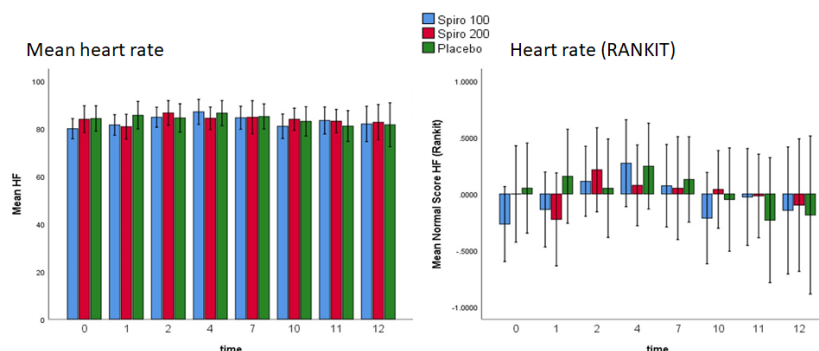 Spiro 100
Spiro 200
Placebo
Mean heart rate
Heart rate (RANKIT)
Mean HF
100
80
60
40
20
0
0 1 2 4 7 10 11 12
time
Mean Normal Score HF (Rankit)
1.0000
.5000
.0000
-.5000
-1.0000
0 1 2 4 7 10 11 12
time